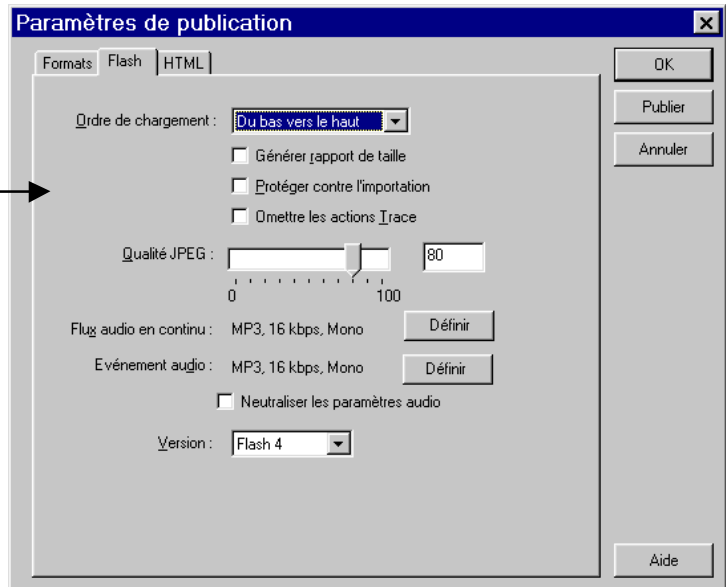 Paramètres de publication
Formats Flash HTML
Ordre de chargement : Du bas vers le haut
Générer rapport de taille
Protéger contre l'importation
Omettre les actions Trace
Qualité JPEG : 80
0 100
Flux audio en continu : MP3, 16 kbps, Mono Définir
Evénement audio : MP3, 16 kbps, Mono Définir
Neutraliser les paramètres audio
Version : Flash 4
OK
Publier
Annuler
Aide